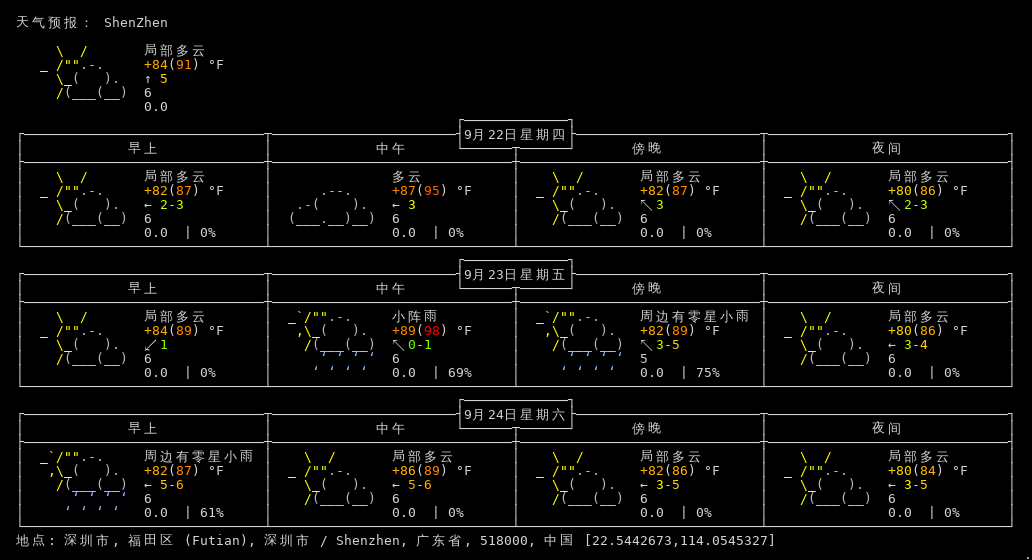 天气预报： ShenZhen
局部多云
+84(91) °F
↑ 5
6
0.0
9月22日星期四
早上 中午 傍晚 夜间
局部多云 多云 局部多云 局部多云
+82(87) °F +87(95) °F +82(87) °F +80(86) °F
← 2-3 ← 3 ↖ 3 ↖ 2-3
6 6 6 6
0.0 | 0% 0.0 | 0% 0.0 | 0% 0.0 | 0%
9月23日星期五
早上 中午 傍晚 夜间
局部多云 小阵雨 周边有零星小雨 局部多云
+84(89) °F +89(98) °F +82(89) °F +80(86) °F
↙ 1 ↖ 0-1 ↖ 3-5 ← 3-4
6 6 5 6
0.0 | 0% 0.0 | 69% 0.0 | 75% 0.0 | 0%
9月24日星期六
早上 中午 傍晚 夜间
周边有零星小雨 局部多云 局部多云 局部多云
+82(87) °F +86(89) °F +82(86) °F +80(84) °F
← 5-6 ← 5-6 ← 3-5 ← 3-5
6 6 6 6
0.0 | 61% 0.0 | 0% 0.0 | 0% 0.0 | 0%
地点: 深圳市, 福田区 (Futian), 深圳市 / Shenzhen, 广东省, 518000, 中国 [22.5442673,114.0545327]